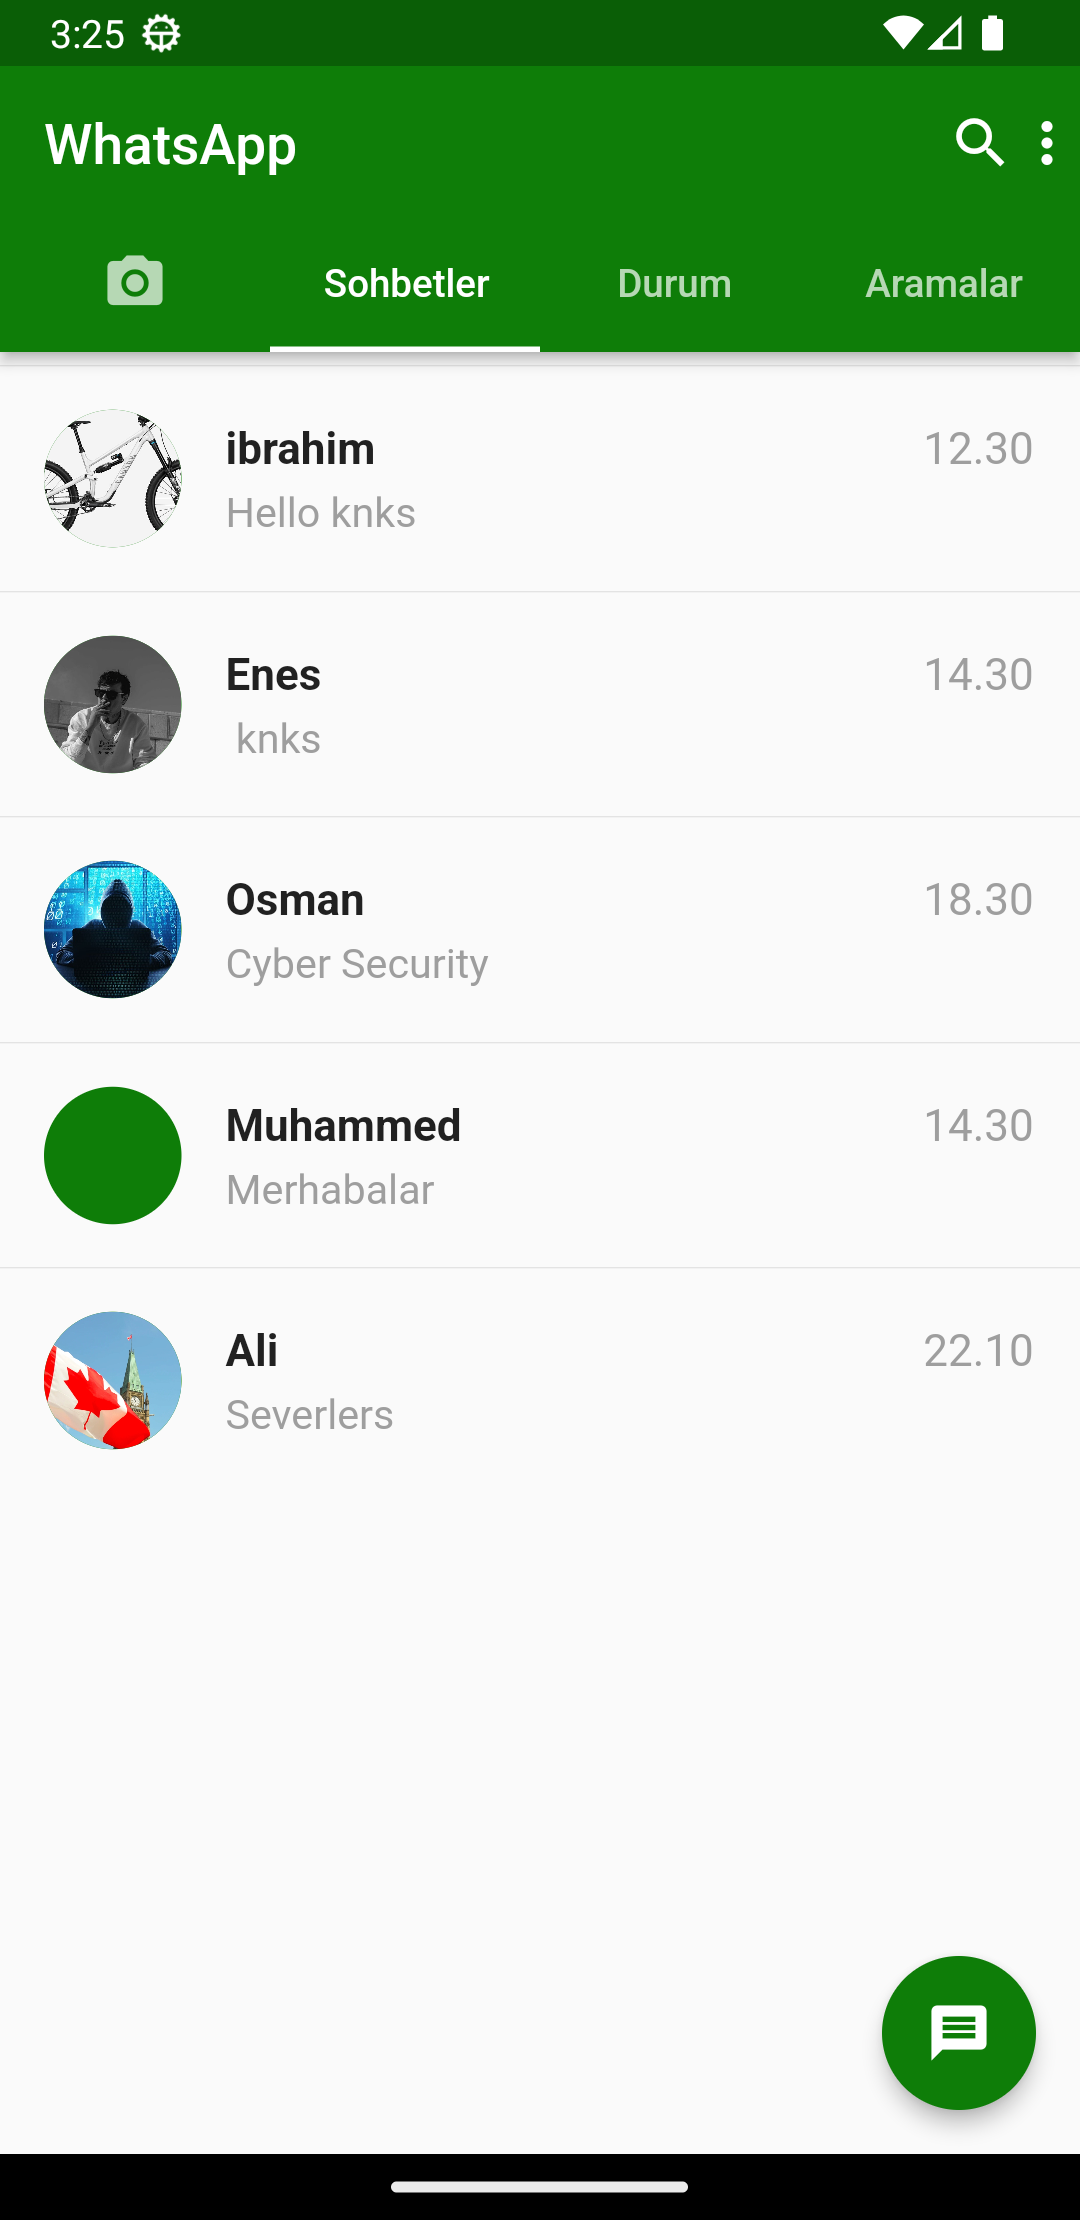 3:25
WhatsApp
Sohbetler Durum Aramalar
ibrahim 12.30
Hello knks
Enes 14.30
knks
Osman 18.30
Cyber Security
Muhammed 14.30
Merhabalar
Ali 22.10
Severlers